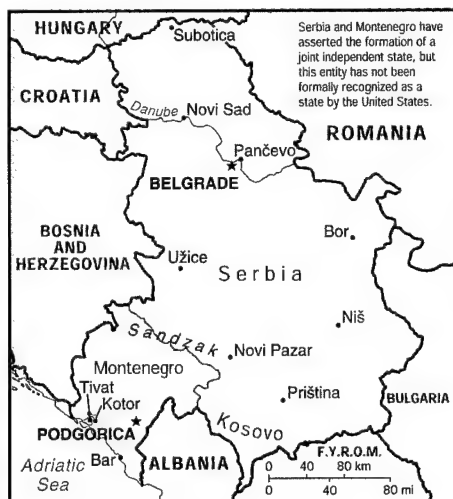 HUNGARY
Subotica
Serbia and Montenegro have
asserted the formation of a
joint independent state, but
this entity has not been
formally recognized as a
state by the United States.
CROATIA
Danube
Novi Sad
ROMANIA
Pančevo
BELGRADE
BOSNIA
AND
HERZEGOVINA
Bor
Užice
Serbia
Niš
Sandzak
Novi Pazar
Montenegro
Tivat
Kotor
Priština
BULGARIA
PODGORICA
Kosovo
Bar
ALBANIA
F.Y.R.O.M.
Adriatic
Sea
0 40 80 km
0 40 80 mi